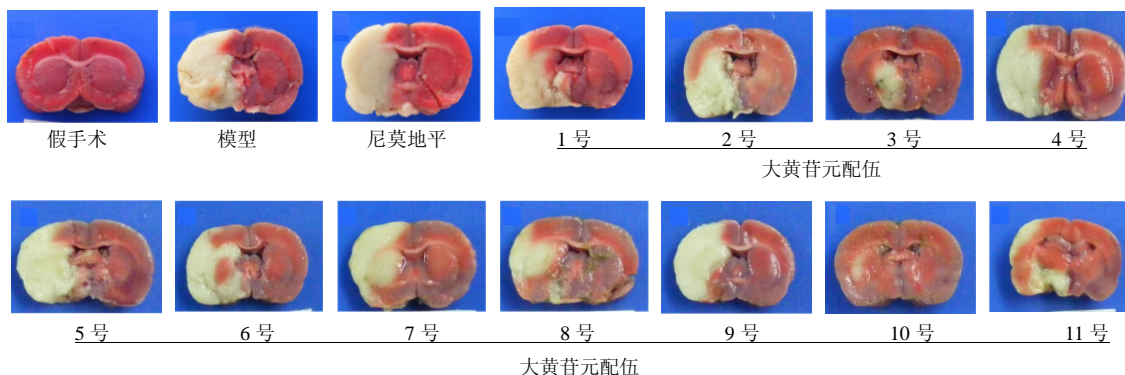 假手术 模型 尼莫地平 1 号 2 号 3 号 4 号
大黄苷元配伍
5 号 6 号 7 号 8 号 9 号 10 号 11 号
大黄苷元配伍